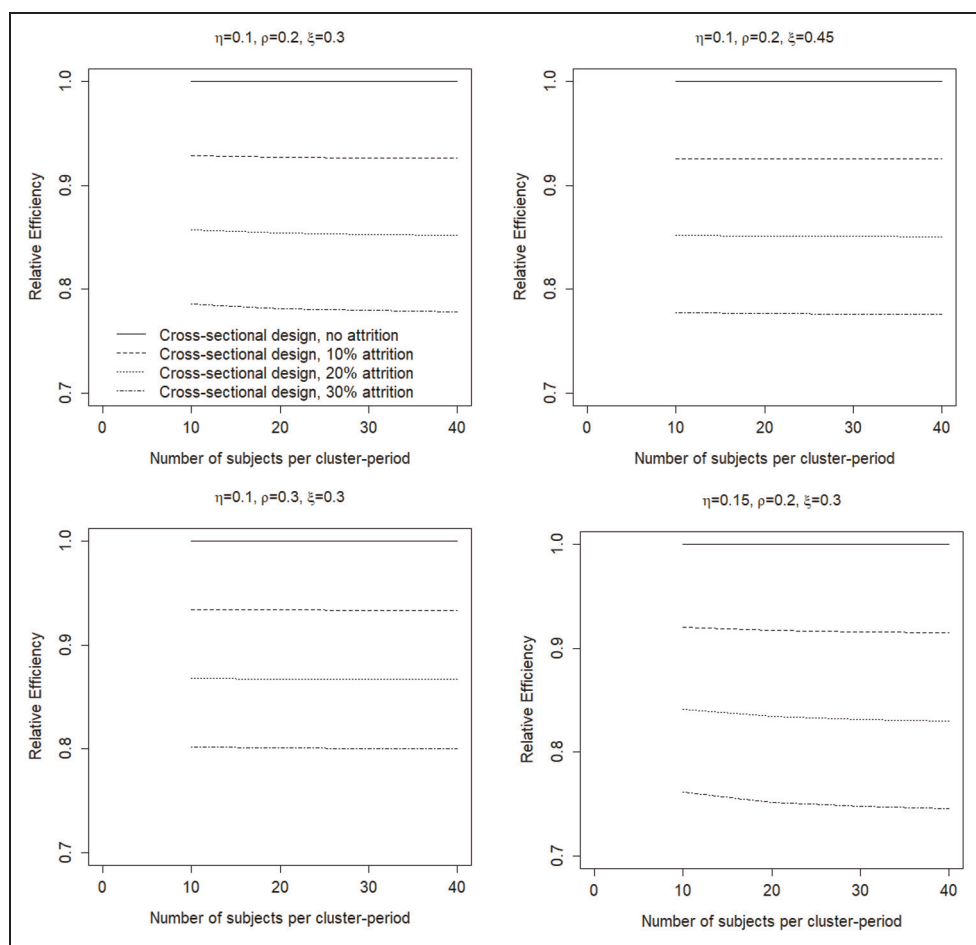 η=0.1, ρ=0.2, ξ=0.3
Relative Efficiency
1.0
0.9
0.8
0.7
Cross-sectional design, no attrition
Cross-sectional design, 10% attrition
Cross-sectional design, 20% attrition
Cross-sectional design, 30% attrition
0 10 20 30 40
Number of subjects per cluster-period
η=0.1, ρ=0.2, ξ=0.45
Relative Efficiency
1.0
0.9
0.8
0.7
0 10 20 30 40
Number of subjects per cluster-period
η=0.1, ρ=0.3, ξ=0.3
Relative Efficiency
1.0
0.9
0.8
0.7
0 10 20 30 40
Number of subjects per cluster-period
η=0.15, ρ=0.2, ξ=0.3
Relative Efficiency
1.0
0.9
0.8
0.7
0 10 20 30 40
Number of subjects per cluster-period